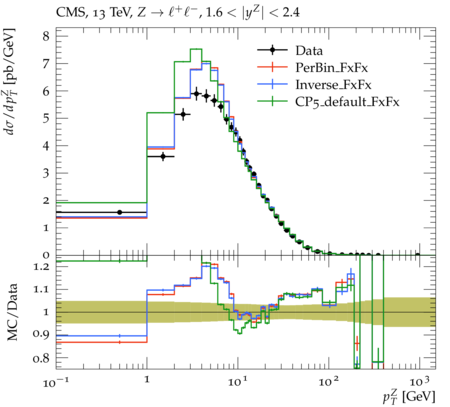 CMS, 13 TeV, Z → ℓ⁺ℓ⁻, 1.6 < |y^Z| < 2.4
dσ/dp_T^Z [pb/GeV]
8
7
6
5
4
3
2
1
0
Data
PerBin_FxFx
Inverse_FxFx
CP5_default_FxFx
MC/Data
1.2
1.1
1
0.9
0.8
10⁻¹ 1 10¹ 10² 10³
p_T^Z [GeV]